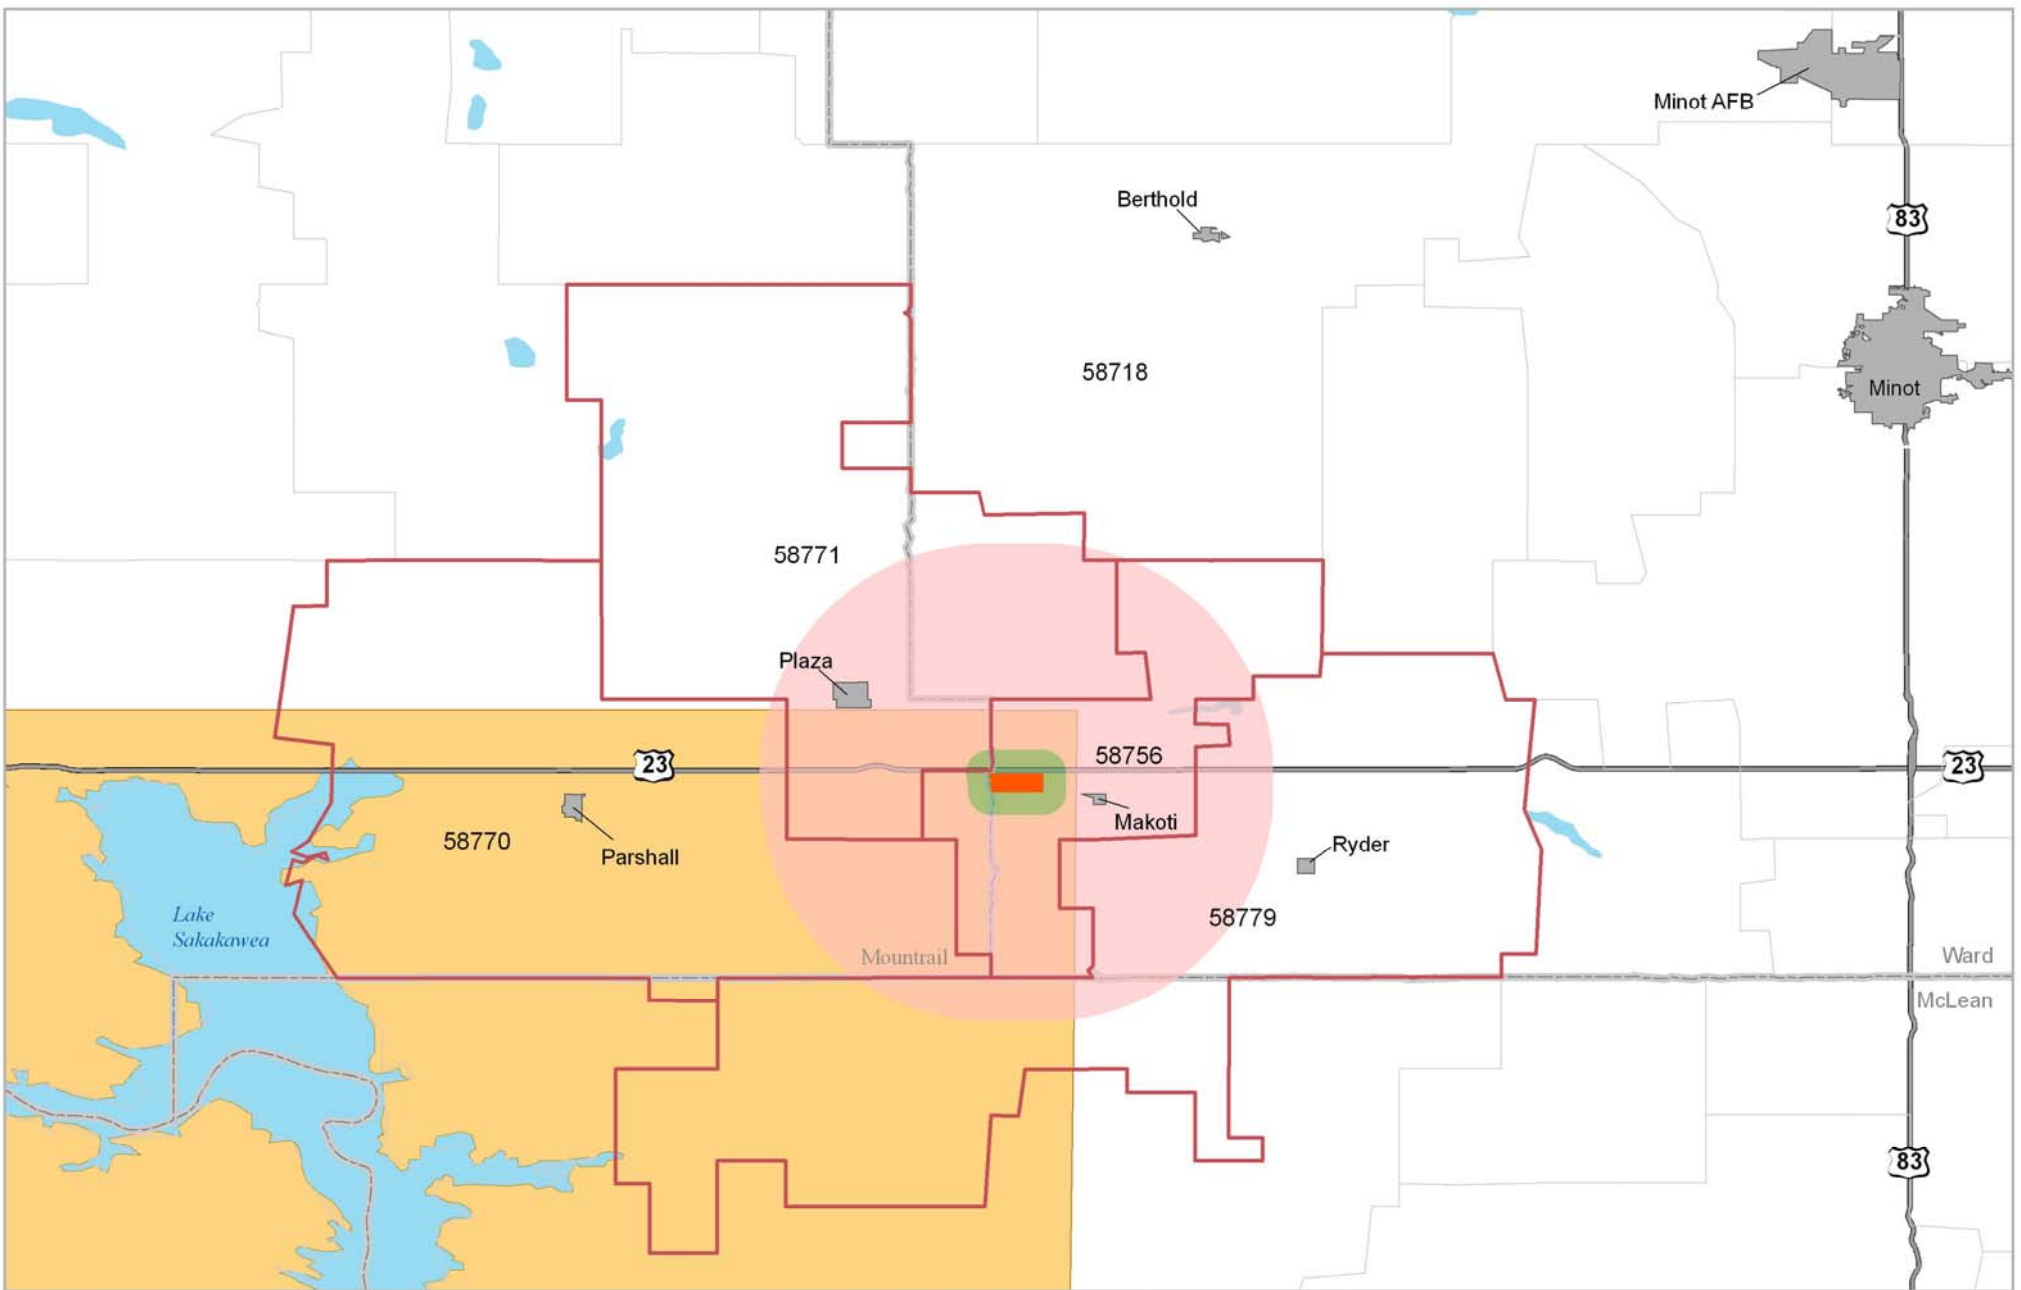 Minot AFB
Berthold
83
58718
Minot
58771
Plaza
58756
23
23
Makoti
58770
Parshall
Ryder
Lake
Sakakawea
58779
Mountrail
Ward
McLean
83